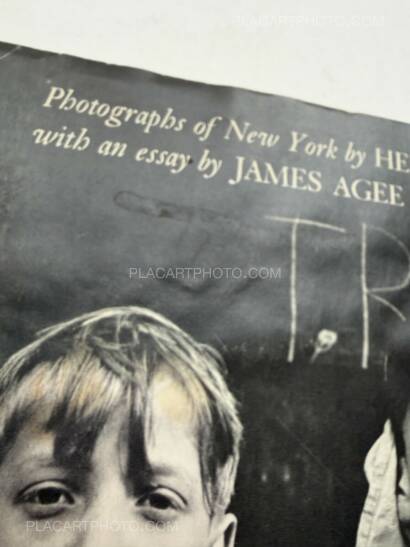 PLACARTPHOTO.COM
Photographs of New York by HE
with an essay by JAMES AGEE
T.R
PLACARTPHOTO.COM
PLACARTPHOTO.COM